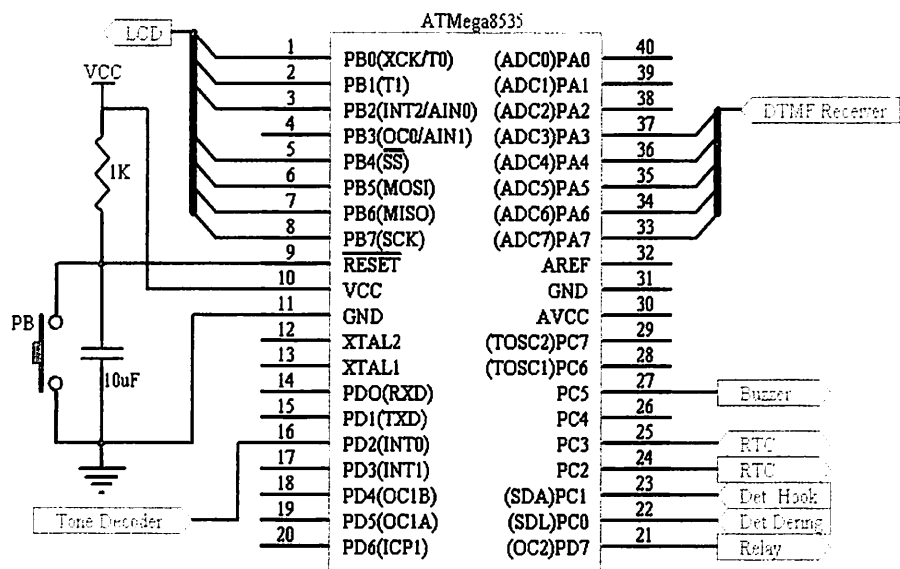 ATMega8535
LCD
VCC
1K
PB
10uF
Tone Decoder
1 PB0(XCK/T0)
2 PB1(T1)
3 PB2(INT2/AIN0)
4 PB3(OC0/AIN1)
5 PB4(SS)
6 PB5(MOSI)
7 PB6(MISO)
8 PB7(SCK)
9 RESET
10 VCC
11 GND
12 XTAL2
13 XTAL1
14 PD0(RXD)
15 PD1(TXD)
16 PD2(INT0)
17 PD3(INT1)
18 PD4(OC1B)
19 PD5(OC1A)
20 PD6(ICP1)
(ADC0)PA0 40
(ADC1)PA1 39
(ADC2)PA2 38
(ADC3)PA3 37
(ADC4)PA4 36
(ADC5)PA5 35
(ADC6)PA6 34
(ADC7)PA7 33
AREF 32
GND 31
AVCC 30
(TOSC2)PC7 29
(TOSC1)PC6 28
PC5 27
PC4 26
PC3 25
PC2 24
(SDA)PC1 23
(SDL)PC0 22
(OC2)PD7 21
DTMF Receiver
Buzzer
RTC
RTC
Det Hook
Det Dering
Relay